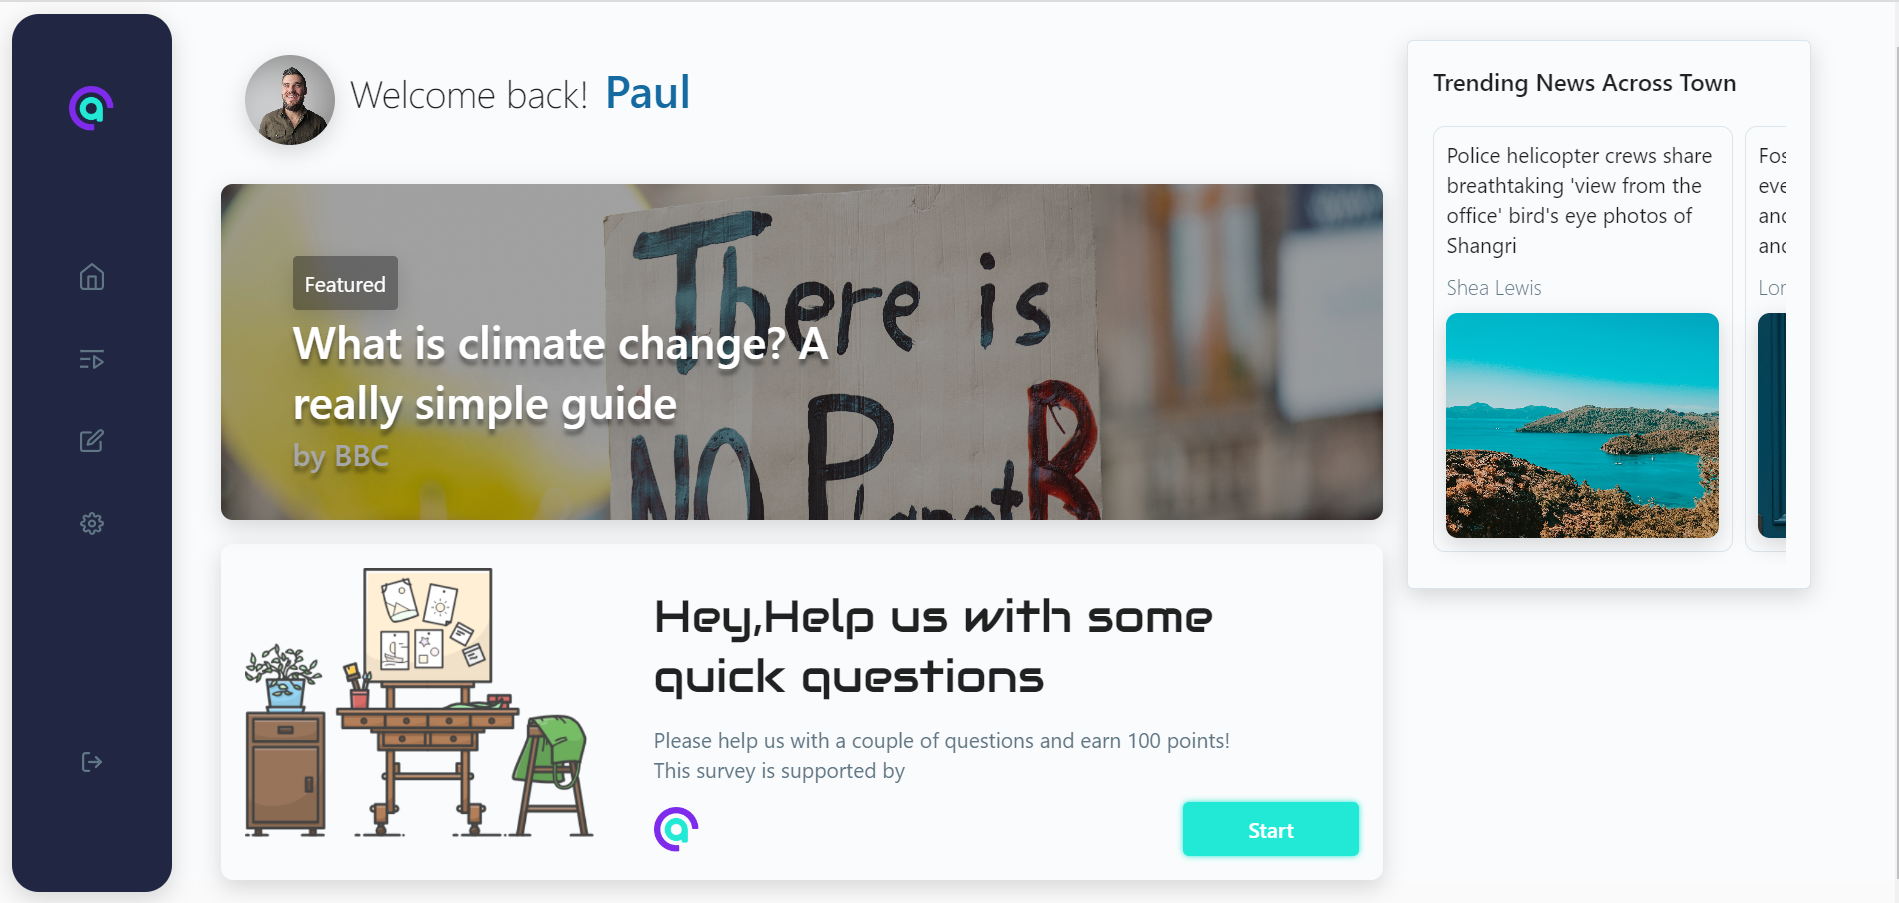 Welcome back! Paul
Featured
What is climate change? A
really simple guide
by BBC
There is
No Planet B
Hey,Help us with some
quick questions
Please help us with a couple of questions and earn 100 points!
This survey is supported by
Start
Trending News Across Town
Police helicopter crews share
breathtaking 'view from the
office' bird's eye photos of
Shangri
Shea Lewis
Fos
eve
and
and
Lor